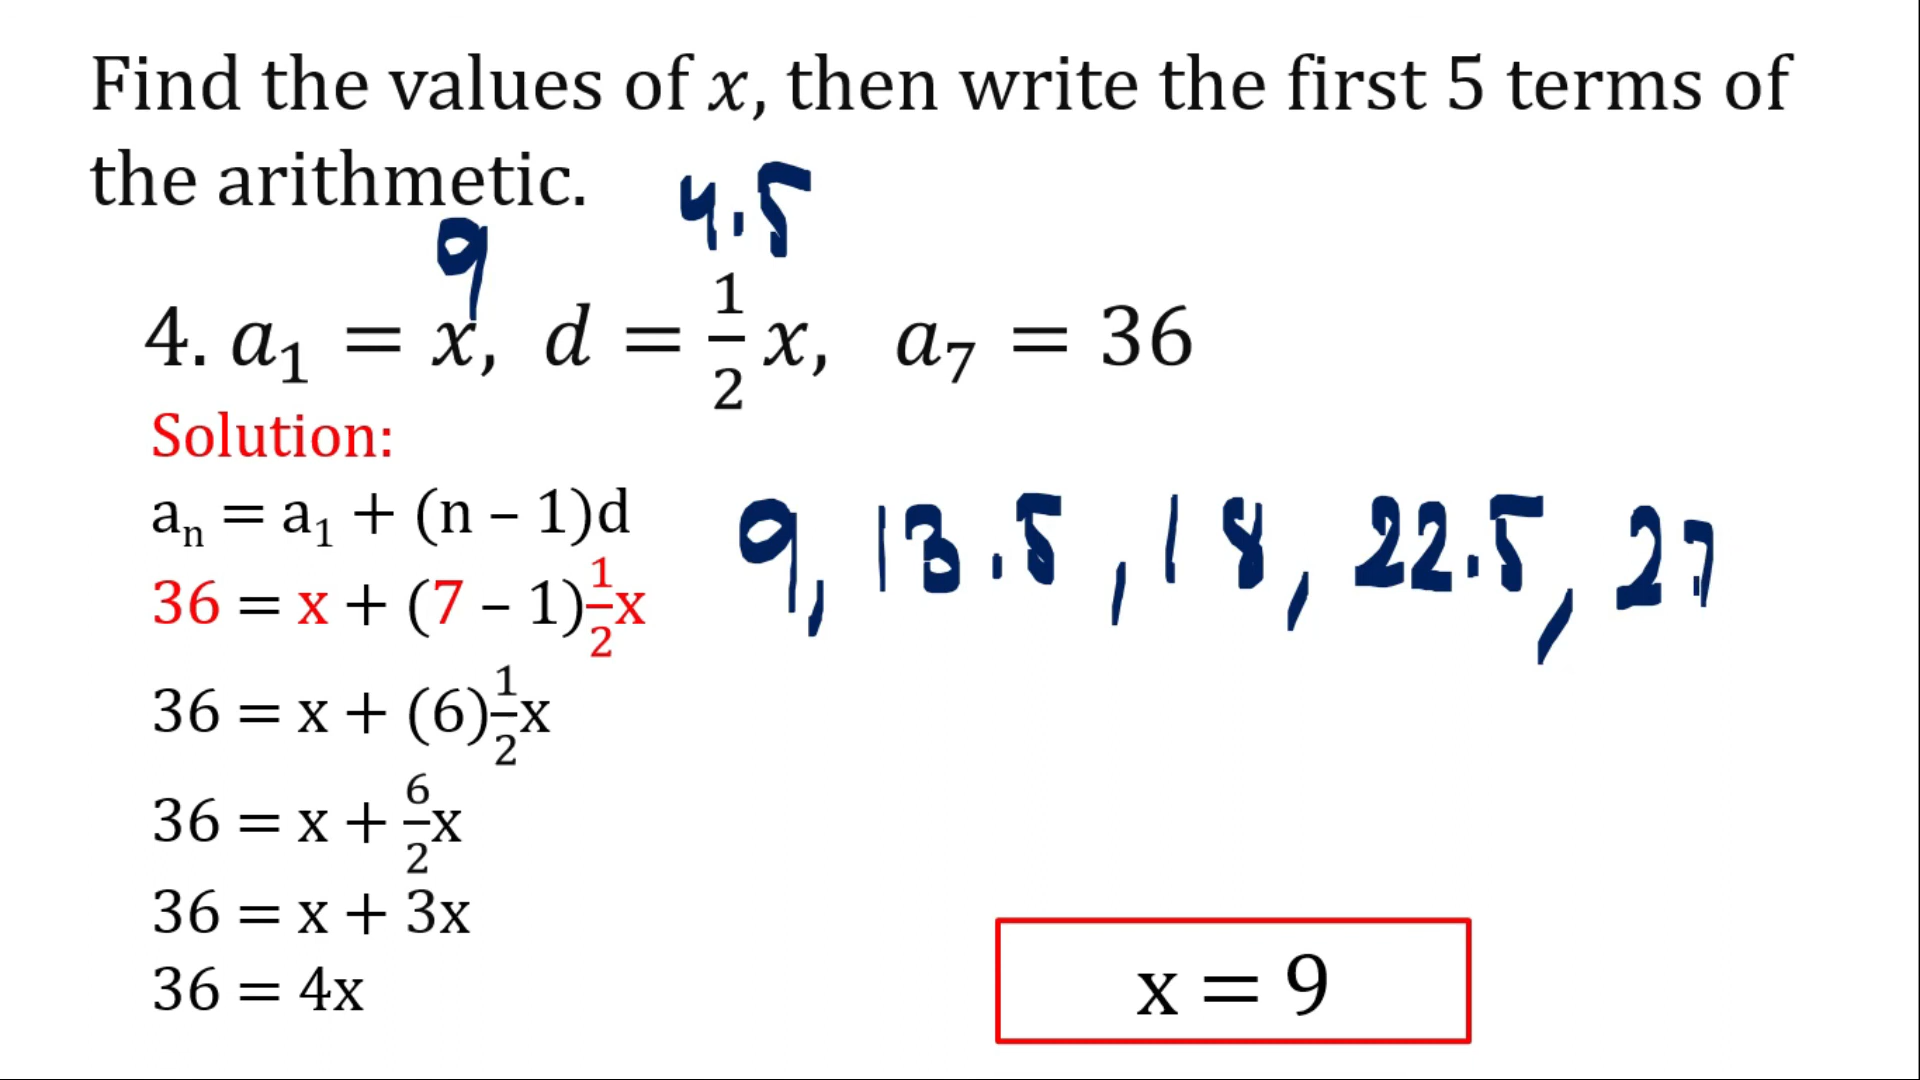 Find the values of x, then write the first 5 terms of
the arithmetic.
9 4.5
4. a₁ = x, d = 1/2 x, a₇ = 36
Solution:
aₙ = a₁ + (n – 1)d
9, 13.5, 18, 22.5, 27
36 = x + (7 – 1)1/2x
36 = x + (6)1/2x
36 = x + 6/2x
36 = x + 3x
36 = 4x
x = 9